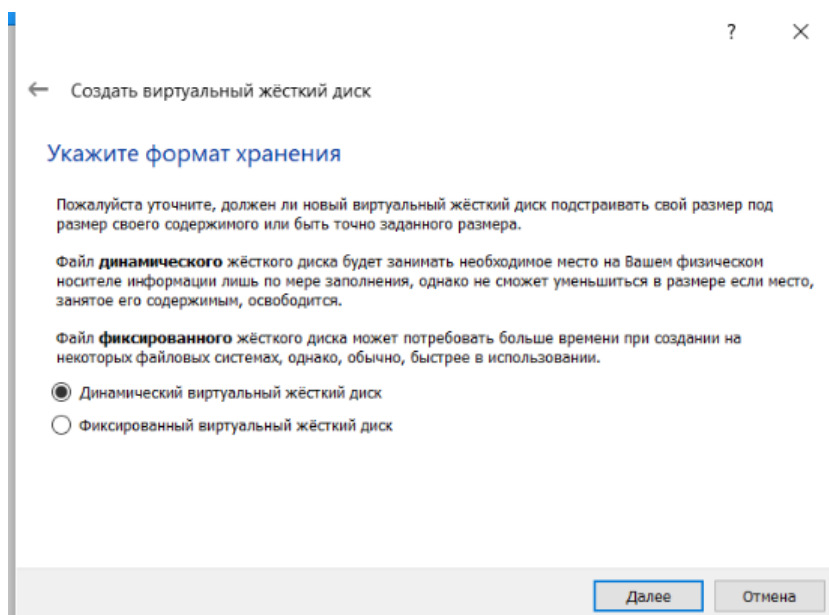 ?
Создать виртуальный жёсткий диск
Укажите формат хранения
Пожалуйста уточните, должен ли новый виртуальный жёсткий диск подстраивать свой размер под
размер своего содержимого или быть точно заданного размера.
Файл динамического жёсткого диска будет занимать необходимое место на Вашем физическом
носителе информации лишь по мере заполнения, однако не сможет уменьшиться в размере если место,
занятое его содержимым, освободится.
Файл фиксированного жёсткого диска может потребовать больше времени при создании на
некоторых файловых системах, однако, обычно, быстрее в использовании.
Динамический виртуальный жёсткий диск
Фиксированный виртуальный жёсткий диск
Далее Отмена